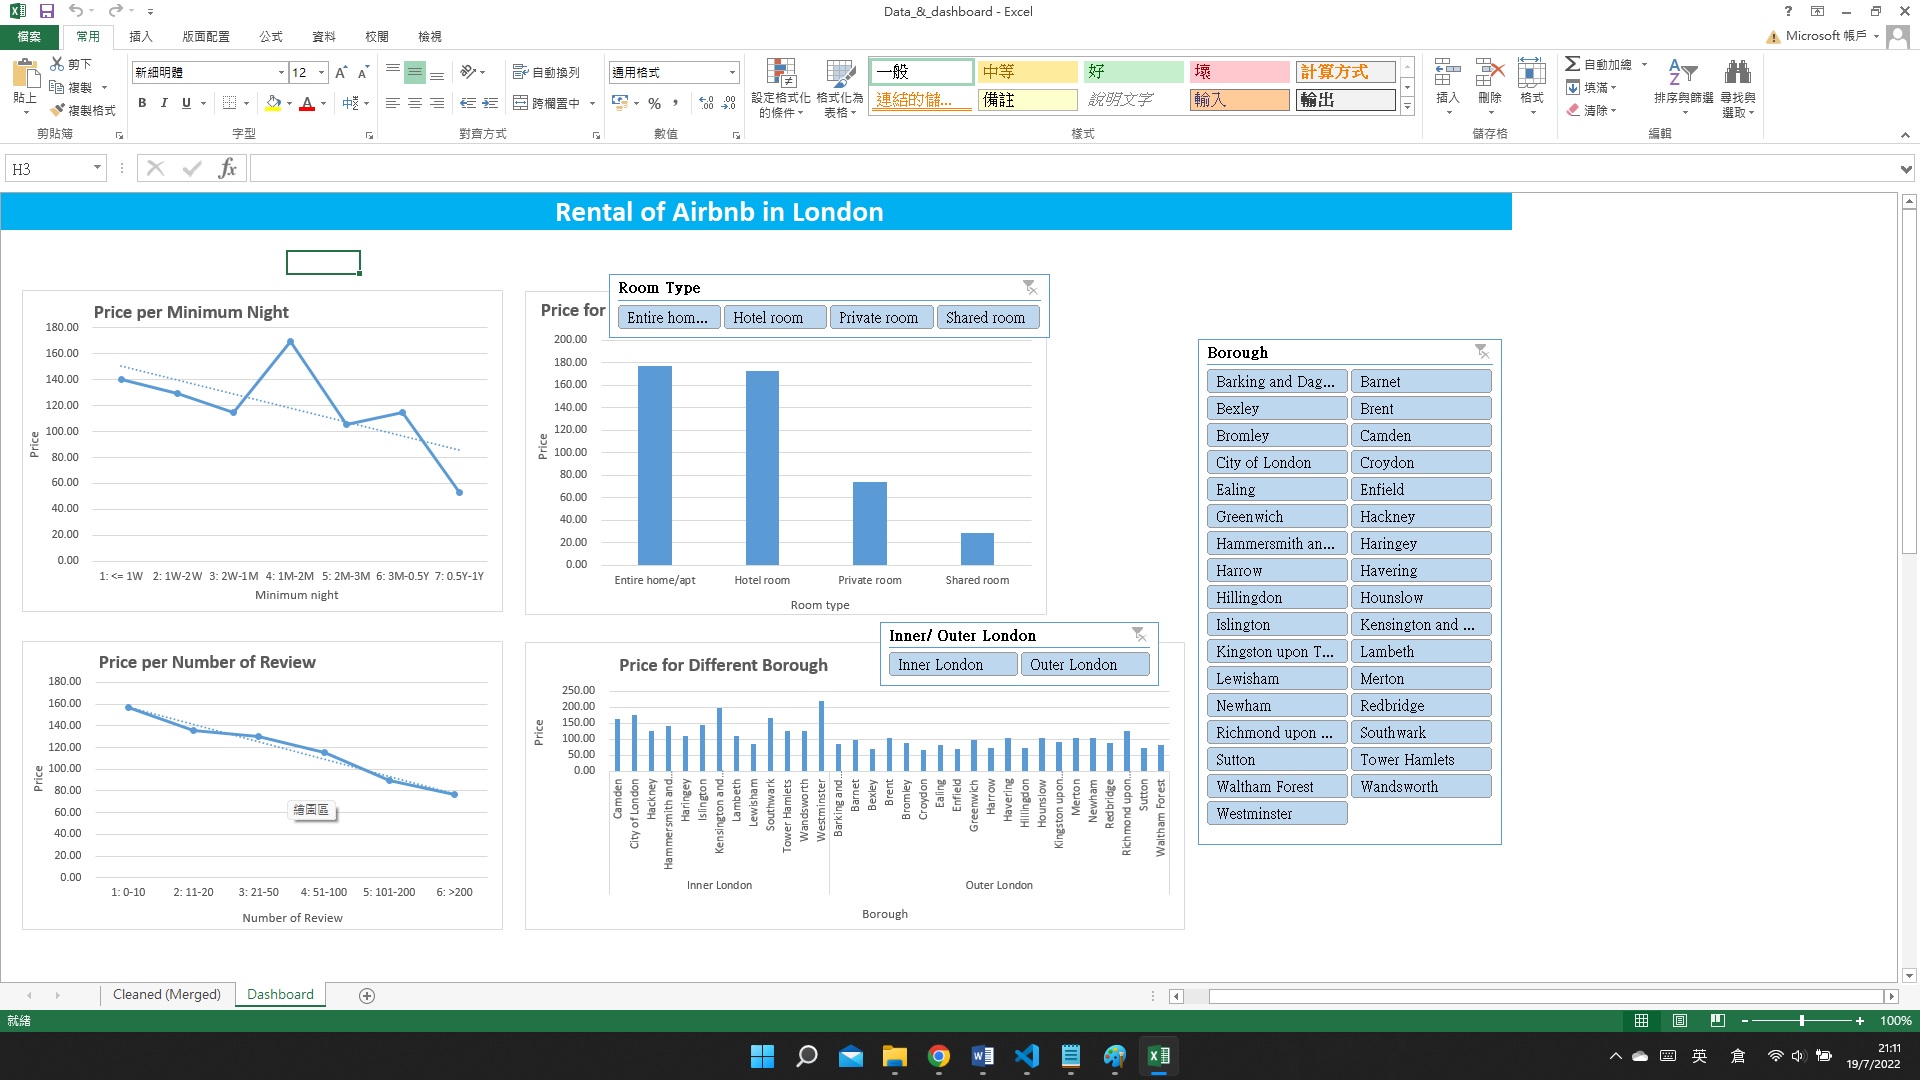 Data_&_dashboard - Excel
檔案 常用 插入 版面配置 公式 資料 校閱 檢視
Microsoft 帳戶
貼上
剪下
複製
複製格式
剪貼簿
新細明體 12
B I U
字型
自動換列
跨欄置中
對齊方式
通用格式
%
數值
設定格式化的條件
格式化為表格
一般 中等 好 壞 計算方式
連結的儲... 備註 說明文字 輸入 輸出
樣式
插入 刪除 格式
儲存格
自動加總
填滿
清除
排序與篩選
尋找與選取
編輯
H3
fx
Rental of Airbnb in London
Price per Minimum Night
180.00
160.00
140.00
120.00
100.00
80.00
60.00
40.00
20.00
0.00
Price
1: <= 1W 2: 1W-2W 3: 2W-1M 4: 1M-2M 5: 2M-3M 6: 3M-0.5Y 7: 0.5Y-1Y
Minimum night
Price for
Room Type
Entire hom... Hotel room Private room Shared room
200.00
180.00
160.00
140.00
120.00
100.00
80.00
60.00
40.00
20.00
0.00
Price
Entire home/apt Hotel room Private room Shared room
Room type
Borough
Barking and Dag... Barnet
Bexley Brent
Bromley Camden
City of London Croydon
Ealing Enfield
Greenwich Hackney
Hammersmith an... Haringey
Harrow Havering
Hillingdon Hounslow
Islington Kensington and ...
Kingston upon T... Lambeth
Lewisham Merton
Newham Redbridge
Richmond upon ... Southwark
Sutton Tower Hamlets
Waltham Forest Wandsworth
Westminster
Price per Number of Review
180.00
160.00
140.00
120.00
100.00
80.00
60.00
40.00
20.00
0.00
Price
繪圖區
1: 0-10 2: 11-20 3: 21-50 4: 51-100 5: 101-200 6: >200
Number of Review
Price for Different Borough
Inner/ Outer London
Inner London Outer London
250.00
200.00
150.00
100.00
50.00
0.00
Price
Camden
City of London
Hackney
Hammersmith and...
Haringey
Islington
Kensington and...
Lambeth
Lewisham
Southwark
Tower Hamlets
Wandsworth
Westminster
Barking and...
Barnet
Bexley
Brent
Bromley
Croydon
Ealing
Enfield
Greenwich
Harrow
Havering
Hillingdon
Hounslow
Kingston upon...
Merton
Newham
Redbridge
Richmond upon...
Sutton
Waltham Forest
Inner London Outer London
Borough
Cleaned (Merged) Dashboard
就緒
100%
英 倉
21:11
19/7/2022